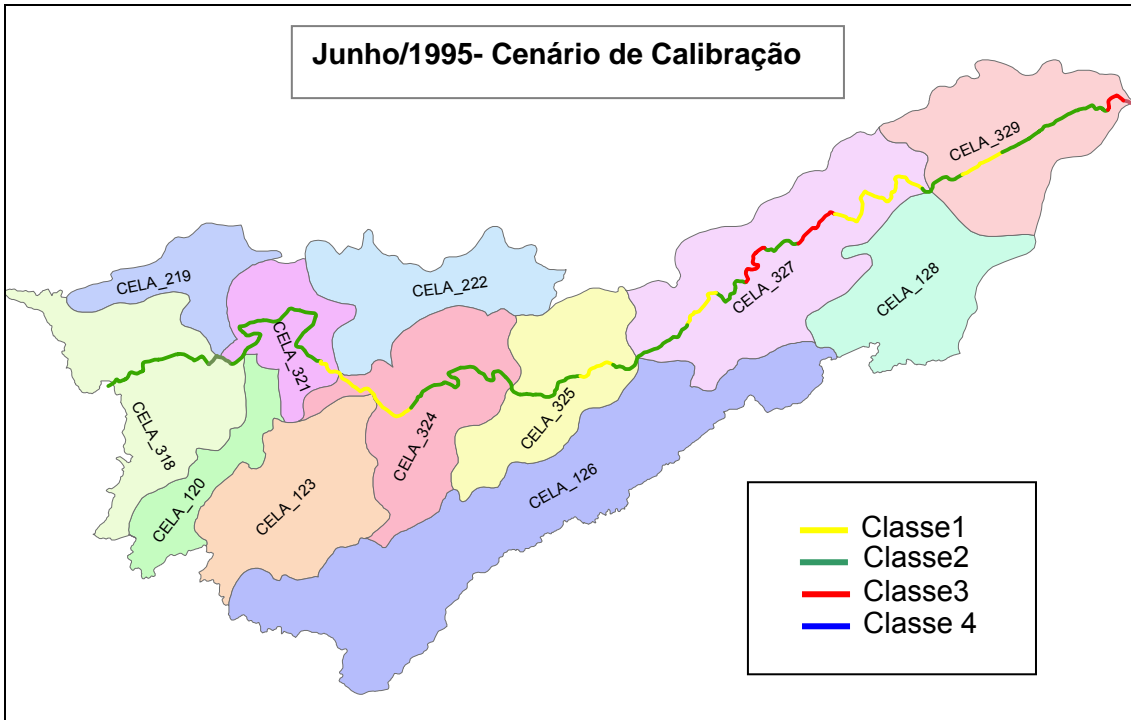 Junho/1995- Cenário de Calibração
CELA_329
CELA_219
CELA_222
CELA_327
CELA_128
CELA_321
CELA_318
CELA_324
CELA_325
CELA_120
CELA_123
CELA_126
Classe1
Classe2
Classe3
Classe 4